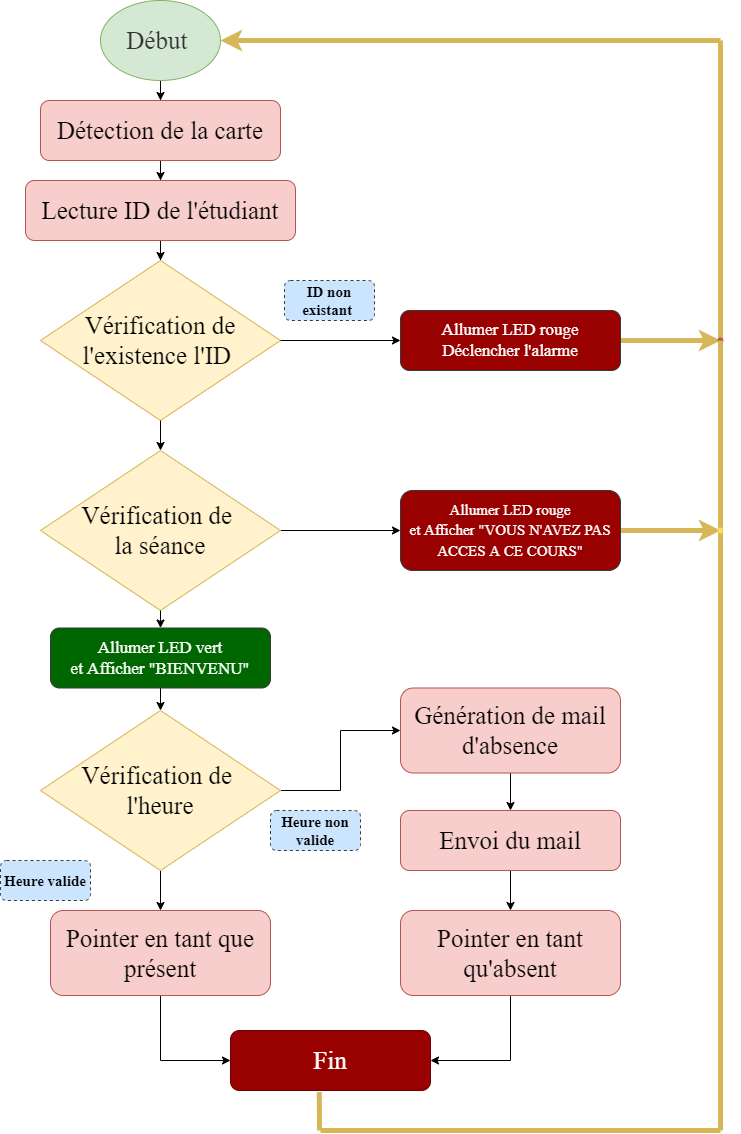 Début
Détection de la carte
Lecture ID de l'étudiant
Vérification de
l'existence l'ID
ID non
existant
Allumer LED rouge
Déclencher l'alarme
Vérification de
la séance
Allumer LED rouge
et Afficher "VOUS N'AVEZ PAS
ACCES A CE COURS"
Allumer LED vert
et Afficher "BIENVENU"
Vérification de
l'heure
Heure non
valide
Génération de mail
d'absence
Envoi du mail
Heure valide
Pointer en tant que
présent
Pointer en tant
qu'absent
Fin